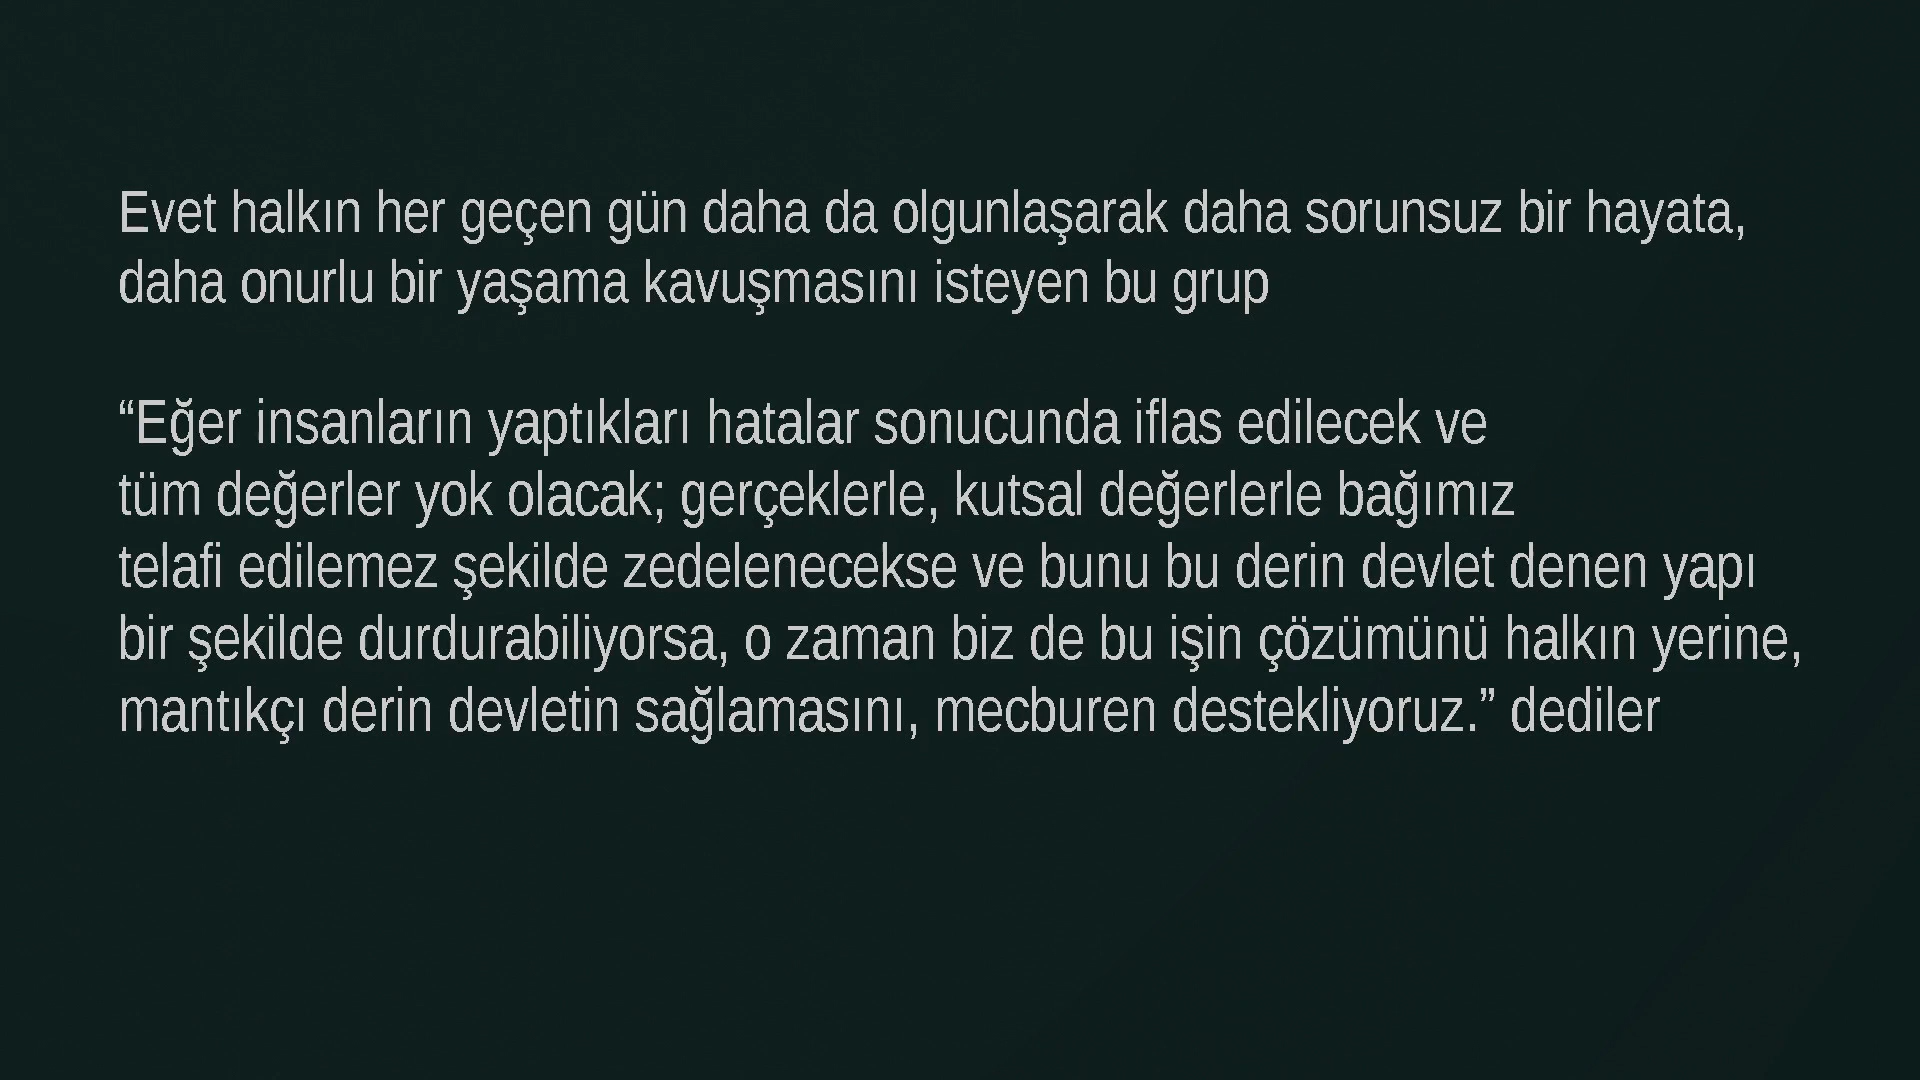 Evet halkın her geçen gün daha da olgunlaşarak daha sorunsuz bir hayata,
daha onurlu bir yaşama kavuşmasını isteyen bu grup
“Eğer insanların yaptıkları hatalar sonucunda iflas edilecek ve
tüm değerler yok olacak; gerçeklerle, kutsal değerlerle bağımız
telafi edilemez şekilde zedelenecekse ve bunu bu derin devlet denen yapı
bir şekilde durdurabiliyorsa, o zaman biz de bu işin çözümünü halkın yerine,
mantıkçı derin devletin sağlamasını, mecburen destekliyoruz.” dediler